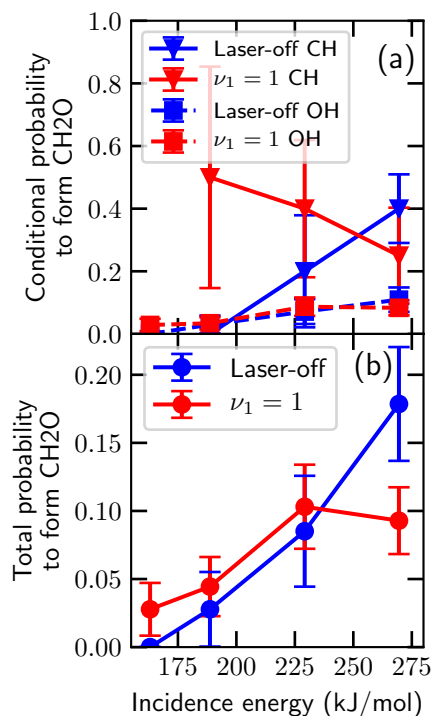 Conditional probability
to form CH2O
1.0
0.8
0.6
0.4
0.2
0.0
Laser-off CH
ν₁ = 1 CH
Laser-off OH
ν₁ = 1 OH
(a)
Total probability
to form CH2O
0.20
0.15
0.10
0.05
0.00
Laser-off
ν₁ = 1
(b)
175 200 225 250 275
Incidence energy (kJ/mol)